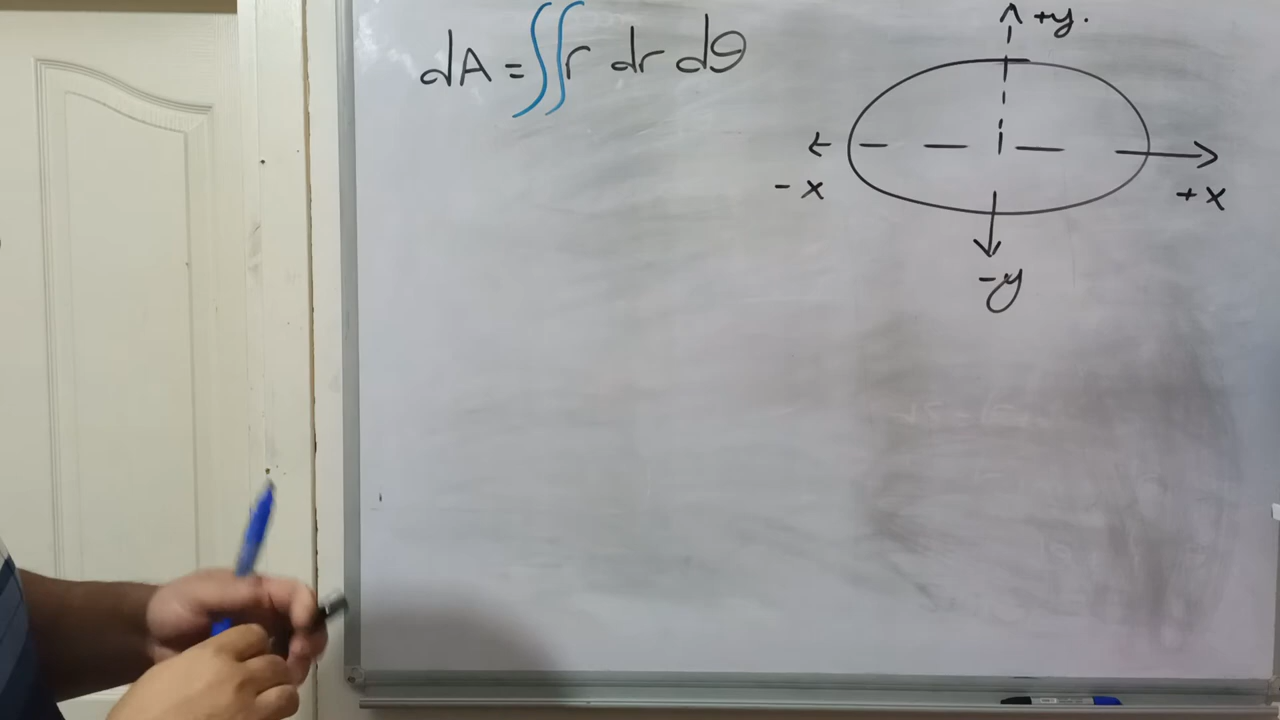 dA = ∬ r dr dθ
+y.
-x
+x
-y